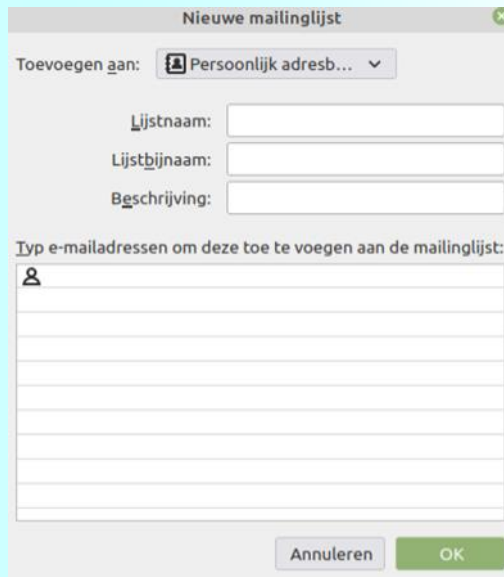 Nieuwe mailinglijst
Toevoegen aan: Persoonlijk adresb...
Lijstnaam:
Lijstbijnaam:
Beschrijving:
Typ e-mailadressen om deze toe te voegen aan de mailinglijst:
Annuleren OK